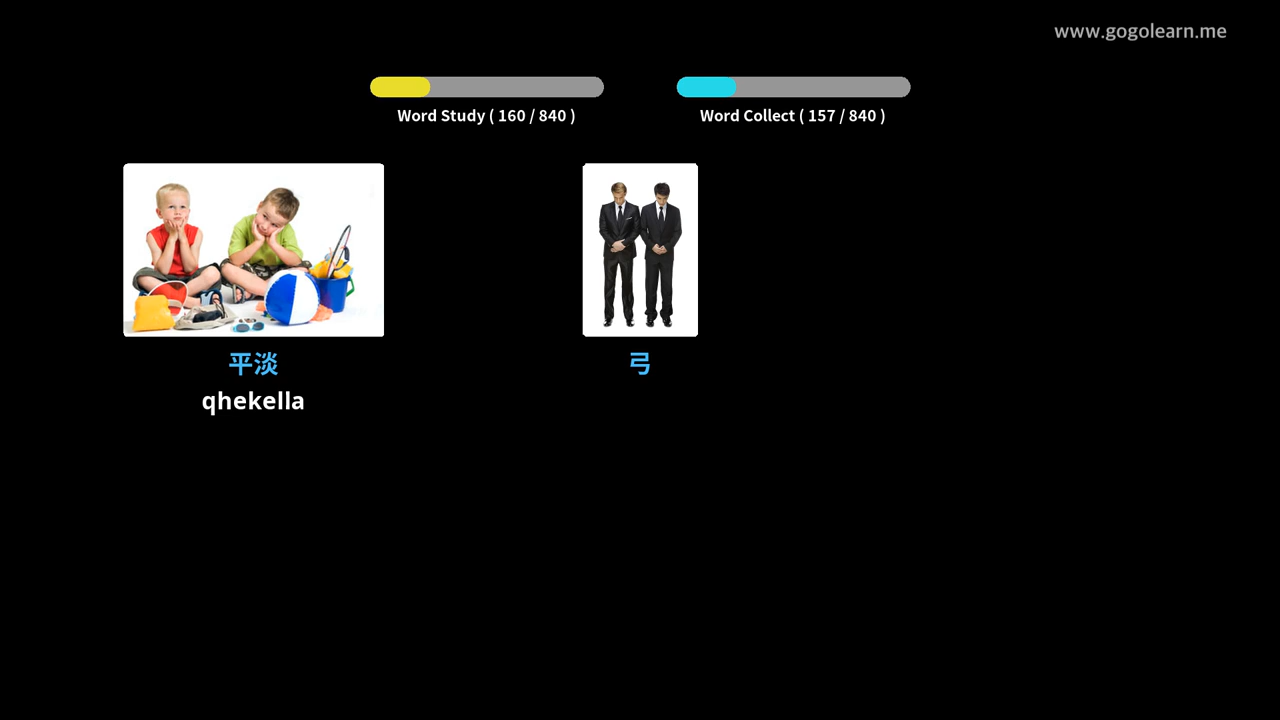 www.gogolearn.me
Word Study ( 160 / 840 )
Word Collect ( 157 / 840 )
平淡
qhekella
弓